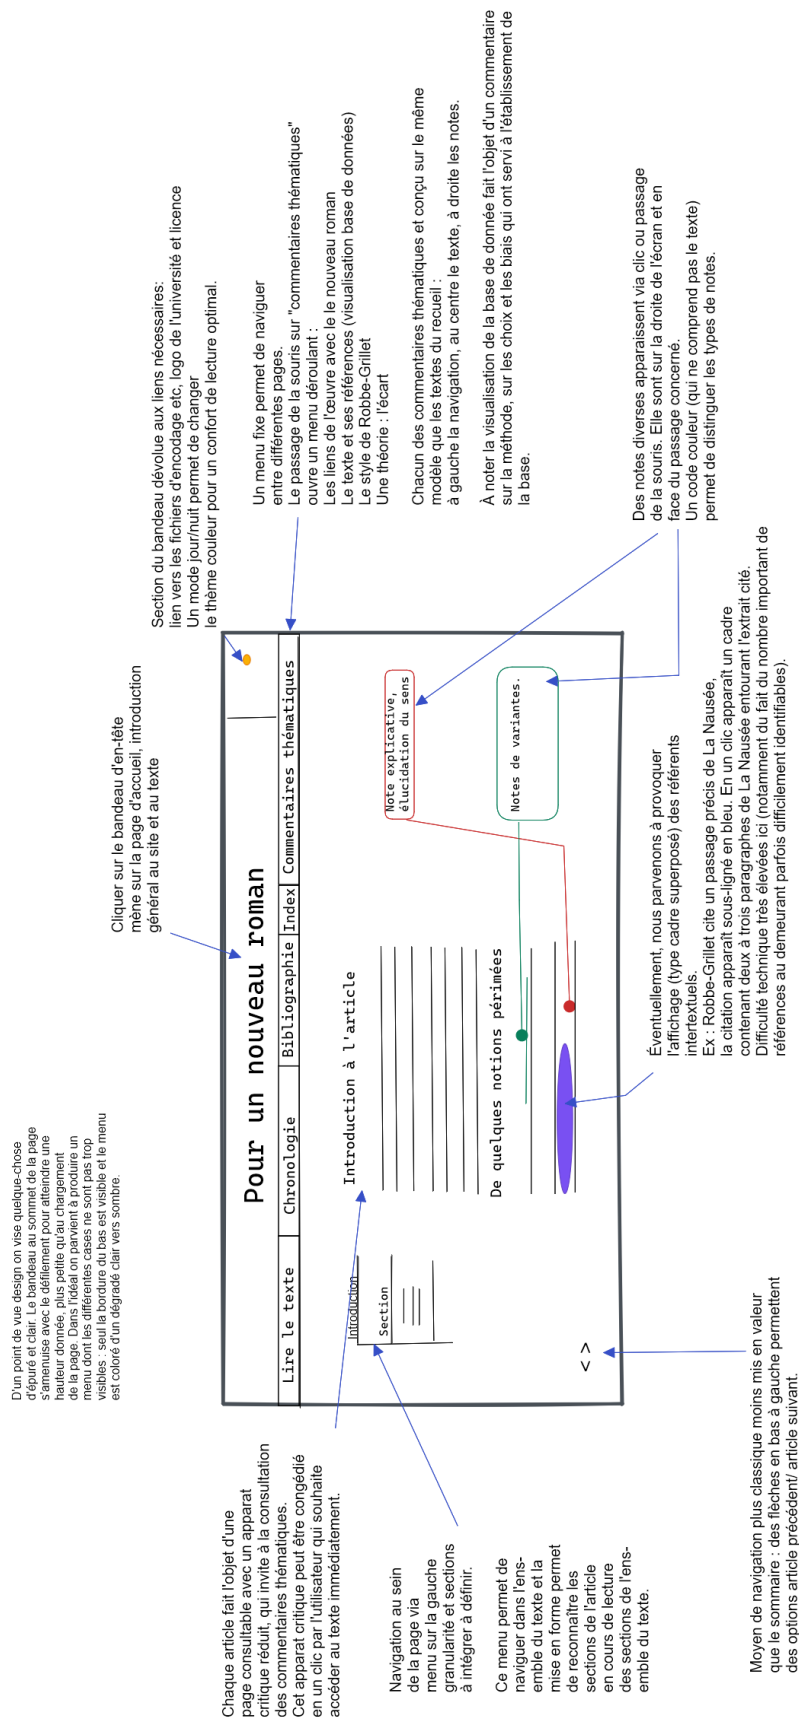 D'un point de vue design on vise quelque-chose
d'épuré et clair. Le bandeau au sommet de la page
s'amenuise avec le défilement pour atteindre une
hauteur donnée, plus petite qu'au chargement
de la page. Dans l'idéal on parvient à produire un
menu dont les différentes cases ne sont pas trop
visibles : seul la bordure du bas est visible et le menu
est coloré d'un dégradé clair vers sombre.
Cliquer sur le bandeau d'en-tête
mène sur la page d'accueil, introduction
général au site et au texte
Section du bandeau dévolue aux liens nécessaires:
lien vers les fichiers d'encodage etc, logo de l'université et licence
Un mode jour/nuit permet de changer
le thème couleur pour un confort de lecture optimal.
Chaque article fait l'objet d'une
page consultable avec un apparat
critique réduit, qui invite à la consultation
des commentaires thématiques.
Cet apparat critique peut être congédié
en un clic par l'utilisateur qui souhaite
accéder au texte immédiatement.
Pour un nouveau roman
Lire le texte
Chronologie
Bibliographie
Index
Commentaires thématiques
Un menu fixe permet de naviguer
entre différentes pages.
Le passage de la souris sur "commentaires thématiques"
ouvre un menu déroulant :
Les liens de l'œuvre avec le le nouveau roman
Le texte et ses références (visualisation base de données)
Le style de Robbe-Grillet
Une théorie : l'écart
Chacun des commentaires thématiques et conçu sur le même
modèle que les textes du recueil :
à gauche la navigation, au centre le texte, à droite les notes.
À noter la visualisation de la base de donnée fait l'objet d'un commentaire
sur la méthode, sur les choix et les biais qui ont servi à l'établissement de
la base.
Introduction
Section
Introduction à l'article
Note explicative,
élucidation du sens
De quelques notions périmées
Notes de variantes.
< >
Navigation au sein
de la page via
menu sur la gauche
granularité et sections
à intégrer à définir.
Ce menu permet de
naviguer dans l'ens-
emble du texte et la
mise en forme permet
de reconnaître les
sections de l'article
en cours de lecture
des sections de l'ens-
emble du texte.
Des notes diverses apparaissent via clic ou passage
de la souris. Elle sont sur la droite de l'écran et en
face du passage concerné.
Un code couleur (qui ne comprend pas le texte)
permet de distinguer les types de notes.
Éventuellement, nous parvenons à provoquer
l'affichage (type cadre superposé) des référents
intertextuels.
Ex : Robbe-Grillet cite un passage précis de La Nausée,
la citation apparaît sous-ligné en bleu. En un clic apparaît un cadre
contenant deux à trois paragraphes de La Nausée entourant l'extrait cité.
Difficulté technique très élevées ici (notamment du fait du nombre important de
références au demeurant parfois difficilement identifiables).
Moyen de navigation plus classique moins mis en valeur
que le sommaire : des flèches en bas à gauche permettent
des options article précédent/ article suivant.